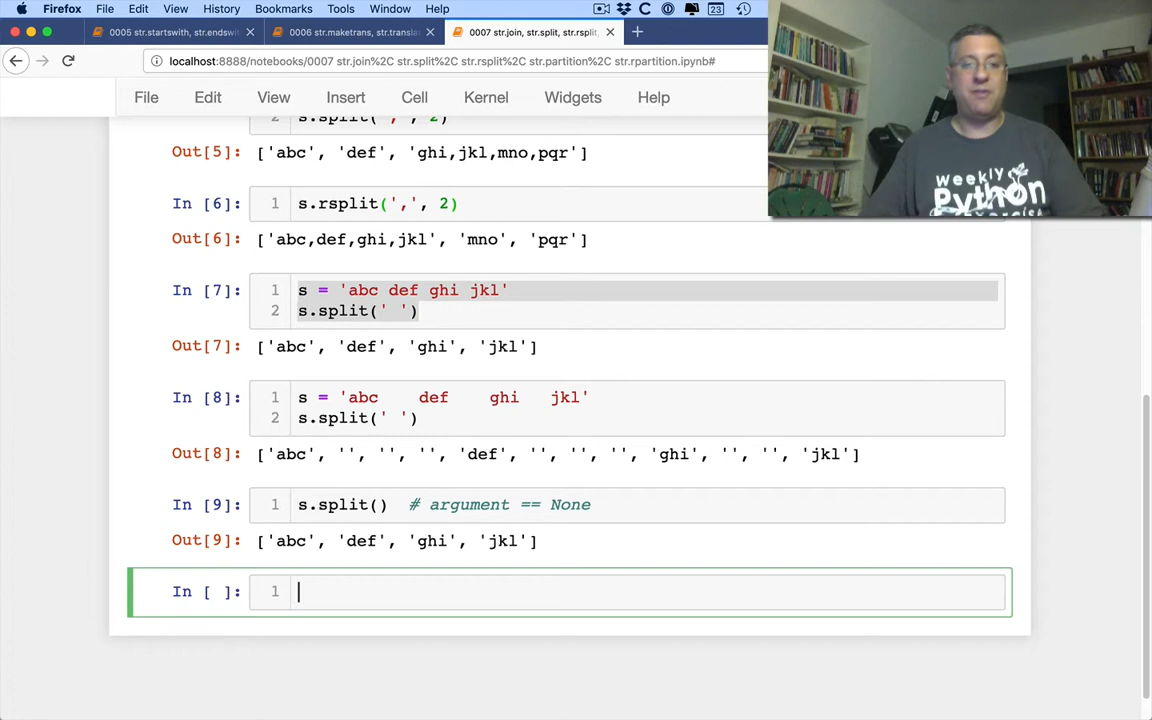 Firefox File Edit View History Bookmarks Tools Window Help 23
0005 str.startswith, str.endswi 0006 str.maketrans, str.transla 0007 str.join, str.split, str.rsplit,
localhost:8888/notebooks/0007 str.join%2C str.split%2C str.rsplit%2C str.partition%2C str.rpartition.ipynb#
File Edit View Insert Cell Kernel Widgets Help
weekly
Python
2 s.split(',', 2)
Out[5]: ['abc', 'def', 'ghi,jkl,mno,pqr']
In [6]: 1 s.rsplit(',', 2)
Out[6]: ['abc,def,ghi,jkl', 'mno', 'pqr']
In [7]: 1 s = 'abc def ghi jkl'
2 s.split(' ')
Out[7]: ['abc', 'def', 'ghi', 'jkl']
In [8]: 1 s = 'abc    def    ghi   jkl'
2 s.split(' ')
Out[8]: ['abc', '', '', '', 'def', '', '', '', 'ghi', '', '', 'jkl']
In [9]: 1 s.split()  # argument == None
Out[9]: ['abc', 'def', 'ghi', 'jkl']
In [ ]: 1